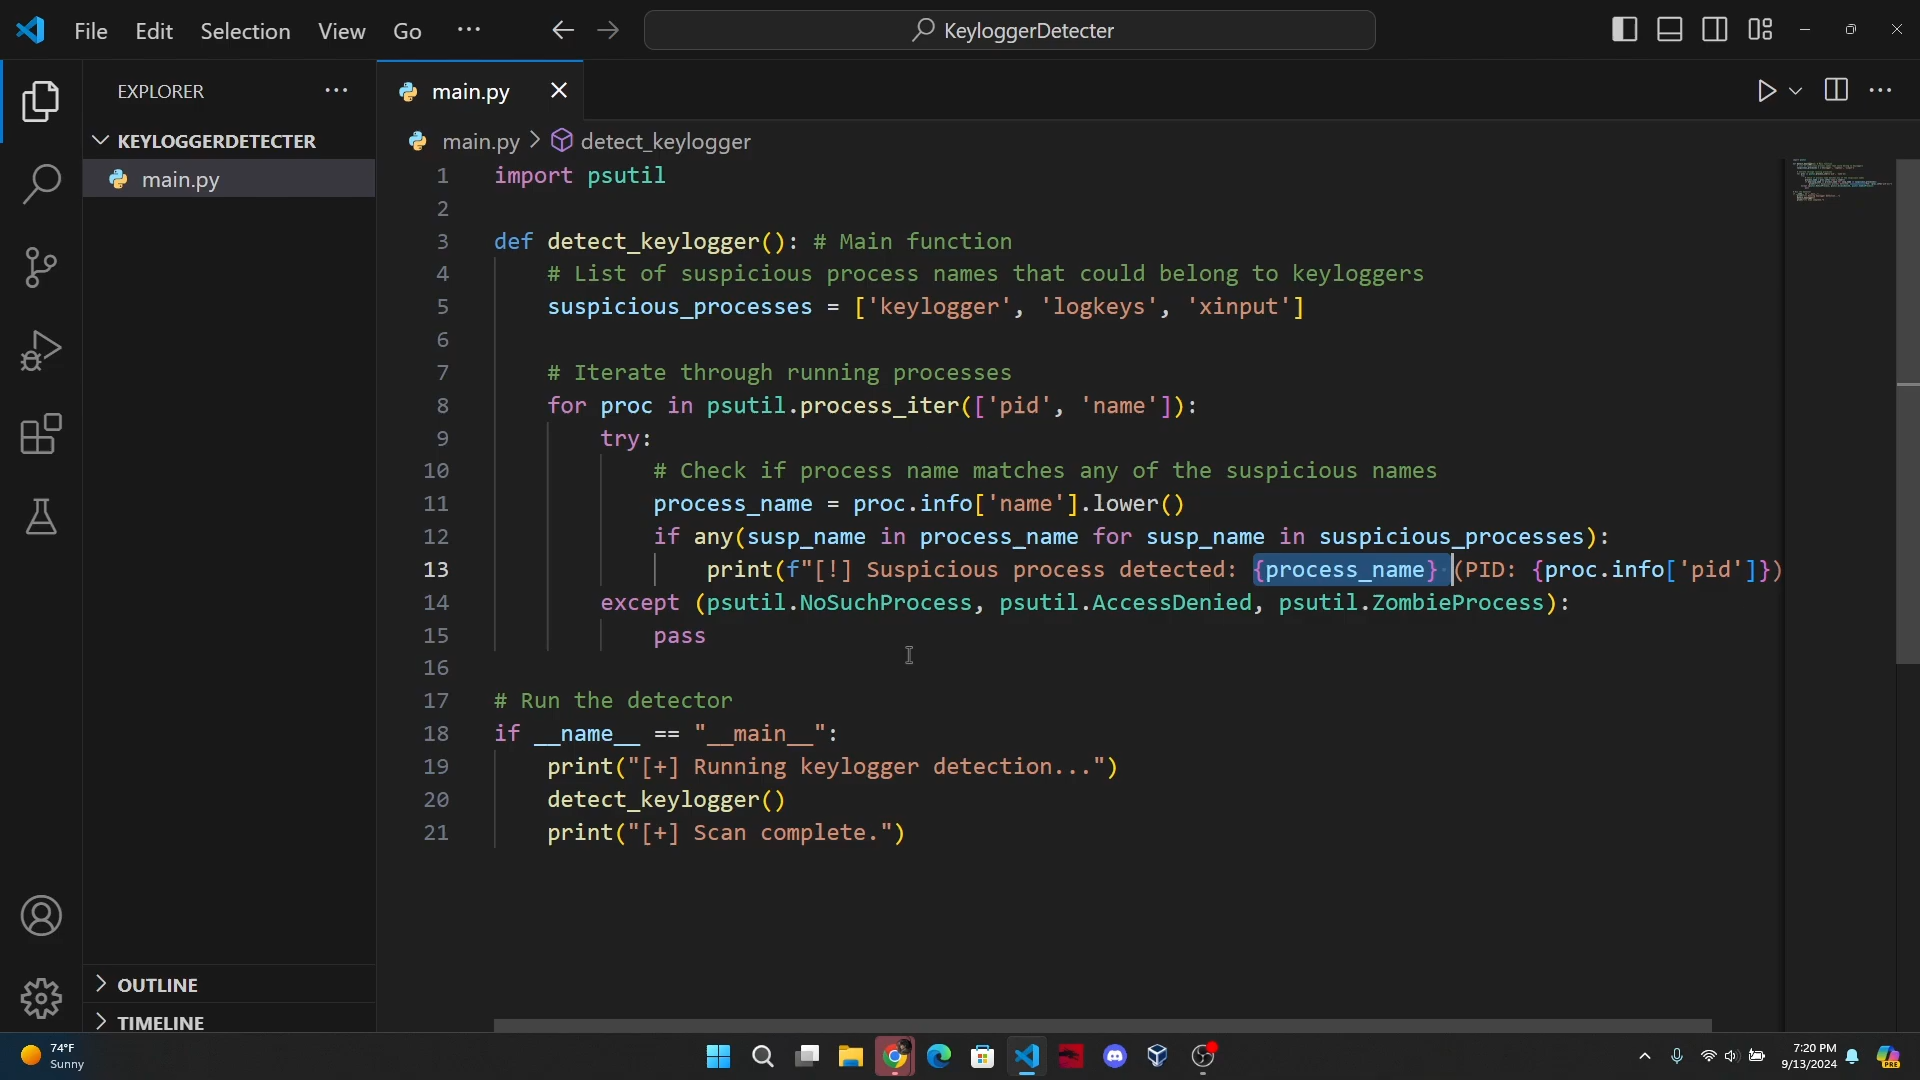 File Edit Selection View Go ... KeyloggerDetecter
EXPLORER ...
KEYLOGGERDETECTER
main.py
OUTLINE
TIMELINE
main.py
main.py > detect_keylogger
1 import psutil
2
3 def detect_keylogger(): # Main function
4 # List of suspicious process names that could belong to keyloggers
5 suspicious_processes = ['keylogger', 'logkeys', 'xinput']
6
7 # Iterate through running processes
8 for proc in psutil.process_iter(['pid', 'name']):
9 try:
10 # Check if process name matches any of the suspicious names
11 process_name = proc.info['name'].lower()
12 if any(susp_name in process_name for susp_name in suspicious_processes):
13 print(f"[!] Suspicious process detected: {process_name} (PID: {proc.info['pid']})
14 except (psutil.NoSuchProcess, psutil.AccessDenied, psutil.ZombieProcess):
15 pass
16
17 # Run the detector
18 if __name__ == "__main__":
19 print("[+] Running keylogger detection...")
20 detect_keylogger()
21 print("[+] Scan complete.")
74°F
Sunny
7:20 PM
9/13/2024
PRE